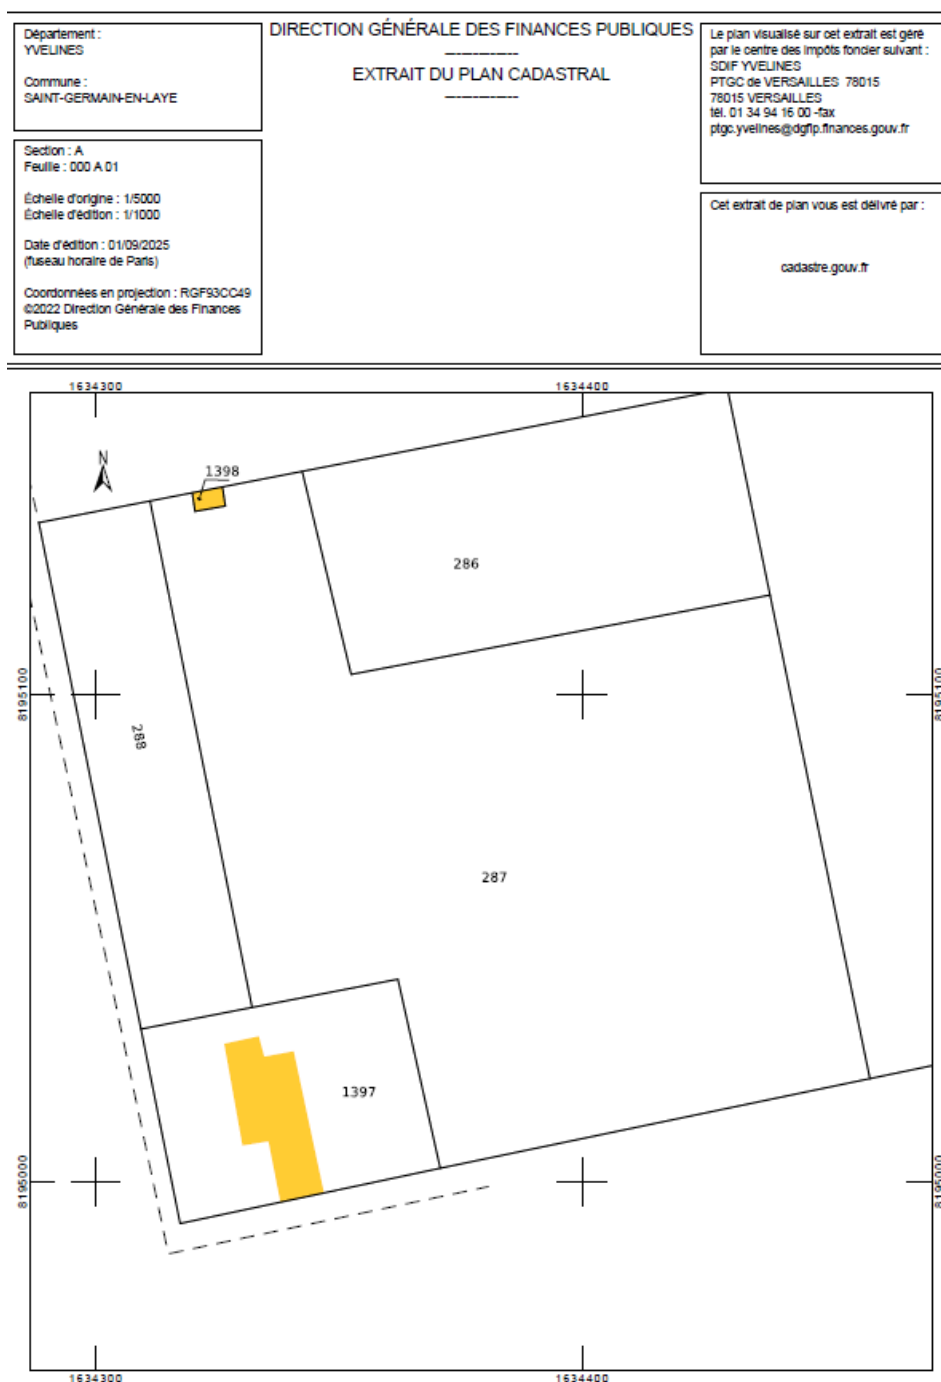 Département :
YVELINES
Commune :
SAINT-GERMAIN-EN-LAYE
Section : A
Feuille : 000 A 01
Échelle d'origine : 1/5000
Échelle d'édition : 1/1000
Date d'édition : 01/09/2025
(fuseau horaire de Paris)
Coordonnées en projection : RGF93CC49
©2022 Direction Générale des Finances
Publiques
DIRECTION GÉNÉRALE DES FINANCES PUBLIQUES
--------------------
EXTRAIT DU PLAN CADASTRAL
--------------------
Le plan visualisé sur cet extrait est géré
par le centre des impôts foncier suivant :
SDIF YVELINES
PTGC de VERSAILLES 78015
78015 VERSAILLES
tél. 01 34 94 16 00 -fax
ptgc.yvelines@dgfip.finances.gouv.fr
Cet extrait de plan vous est délivré par :
cadastre.gouv.fr
1634300
1634400
N
1398
286
8195100
8195100
288
287
1397
8195000
8195000
1634300
1634400